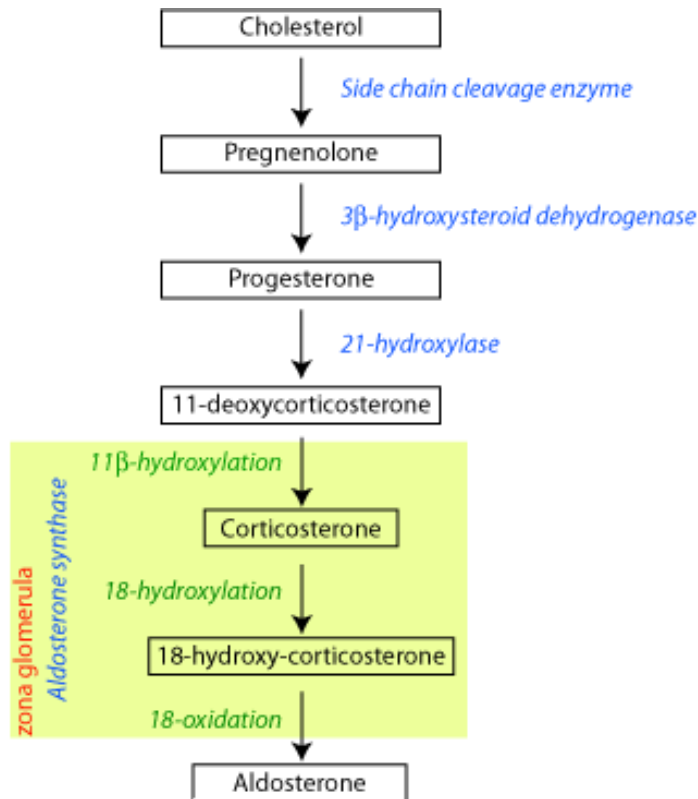 Cholesterol
Side chain cleavage enzyme
Pregnenolone
3β-hydroxysteroid dehydrogenase
Progesterone
21-hydroxylase
11-deoxycorticosterone
11β-hydroxylation
Corticosterone
18-hydroxylation
18-hydroxy-corticosterone
18-oxidation
Aldosterone
zona glomerula
Aldosterone synthase